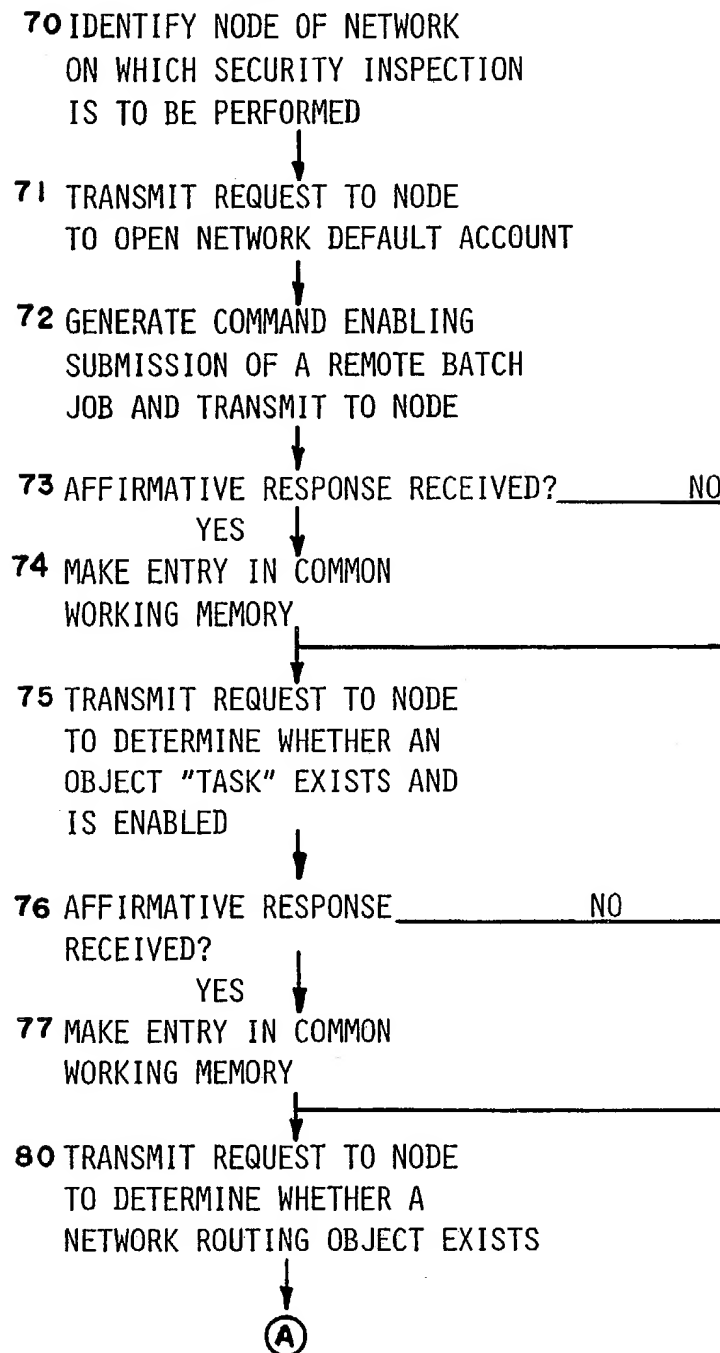 70 IDENTIFY NODE OF NETWORK
ON WHICH SECURITY INSPECTION
IS TO BE PERFORMED
71 TRANSMIT REQUEST TO NODE
TO OPEN NETWORK DEFAULT ACCOUNT
72 GENERATE COMMAND ENABLING
SUBMISSION OF A REMOTE BATCH
JOB AND TRANSMIT TO NODE
73 AFFIRMATIVE RESPONSE RECEIVED? NO
YES
74 MAKE ENTRY IN COMMON
WORKING MEMORY
75 TRANSMIT REQUEST TO NODE
TO DETERMINE WHETHER AN
OBJECT "TASK" EXISTS AND
IS ENABLED
76 AFFIRMATIVE RESPONSE NO
RECEIVED?
YES
77 MAKE ENTRY IN COMMON
WORKING MEMORY
80 TRANSMIT REQUEST TO NODE
TO DETERMINE WHETHER A
NETWORK ROUTING OBJECT EXISTS
A